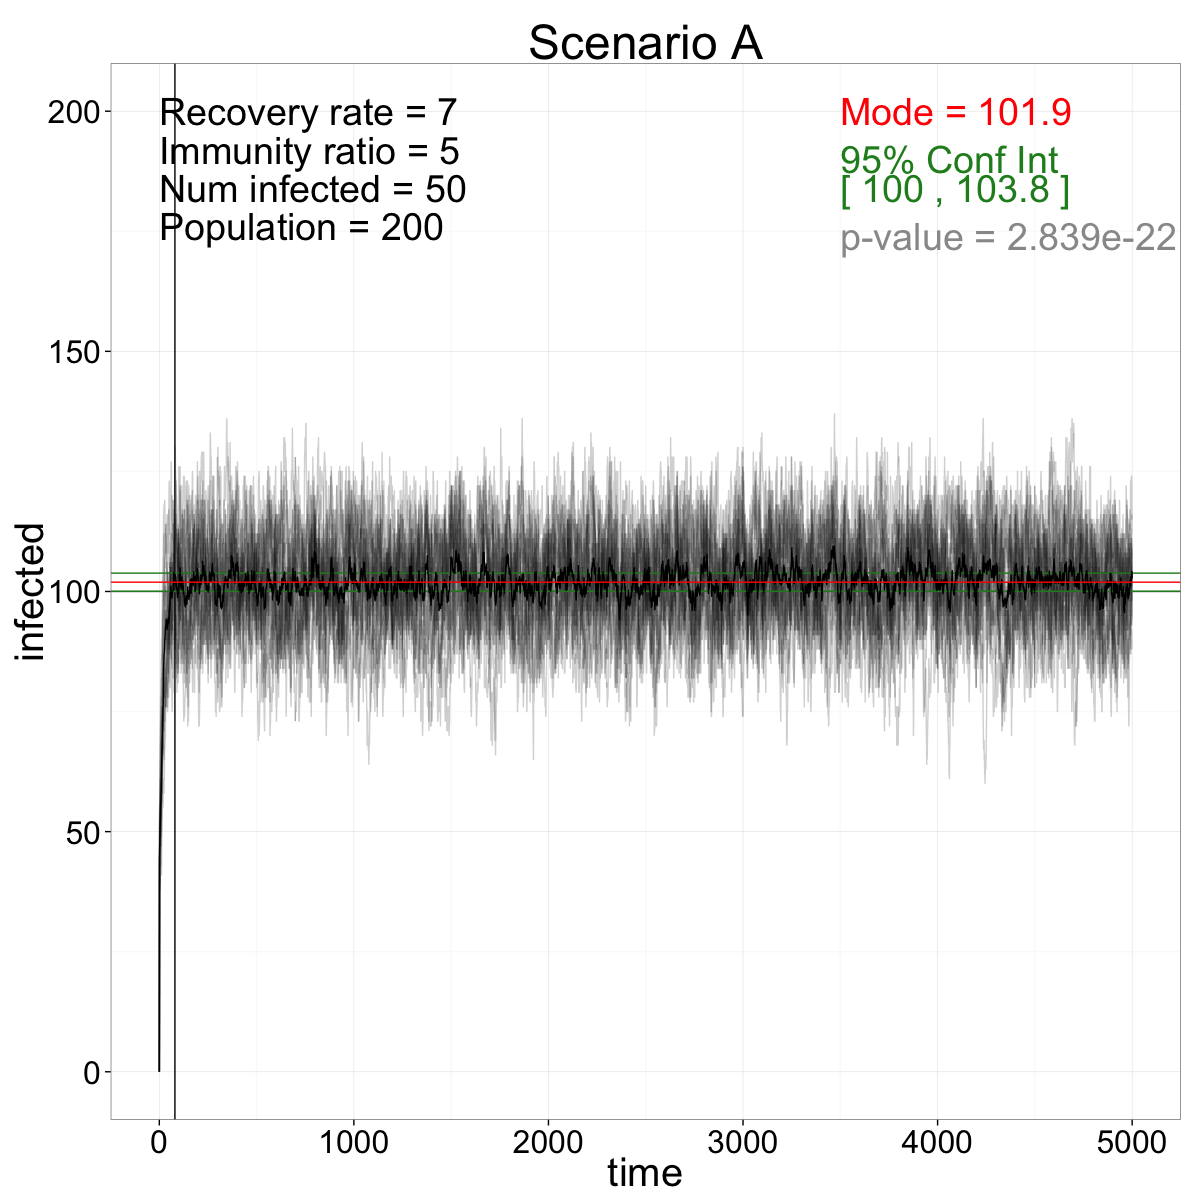 Scenario A
Recovery rate = 7
Immunity ratio = 5
Num infected = 50
Population = 200
Mode = 101.9
95% Conf Int
[ 100 , 103.8 ]
p-value = 2.839e-22
200
150
100
50
0
infected
0 1000 2000 3000 4000 5000
time